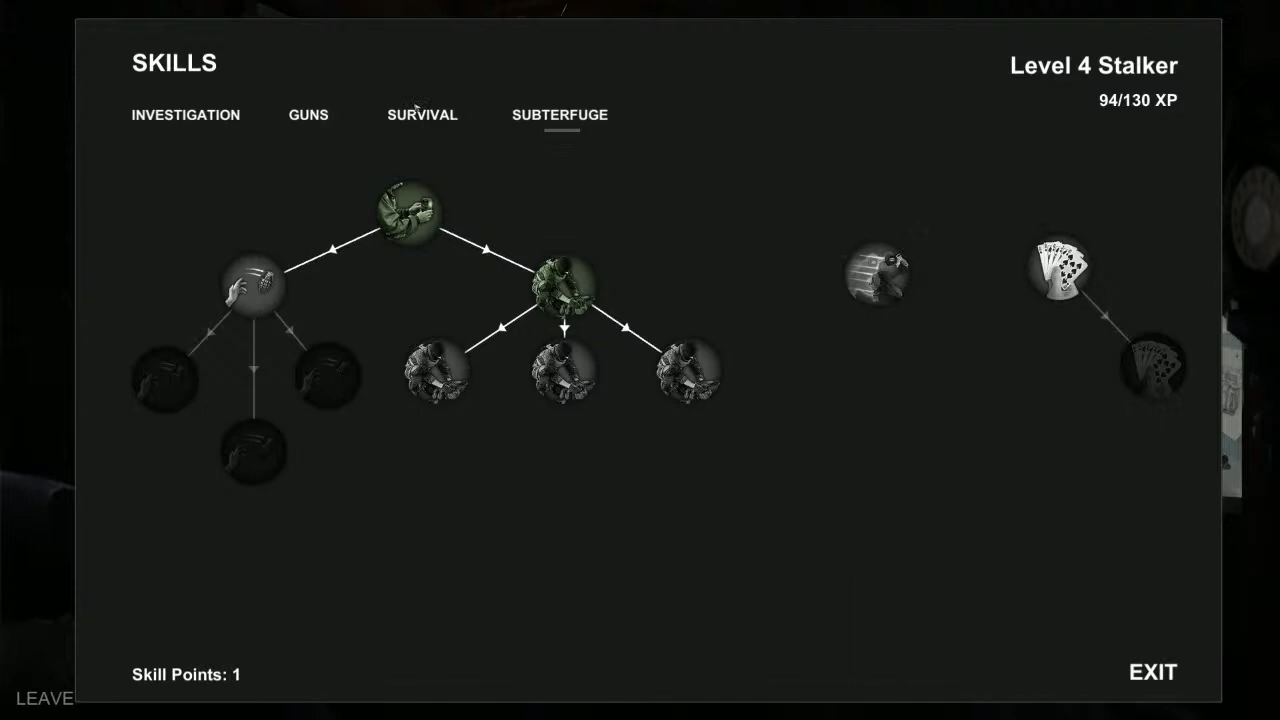 SKILLS
Level 4 Stalker
94/130 XP
INVESTIGATION
GUNS
SURVIVAL
SUBTERFUGE
Skill Points: 1
EXIT
LEAVE